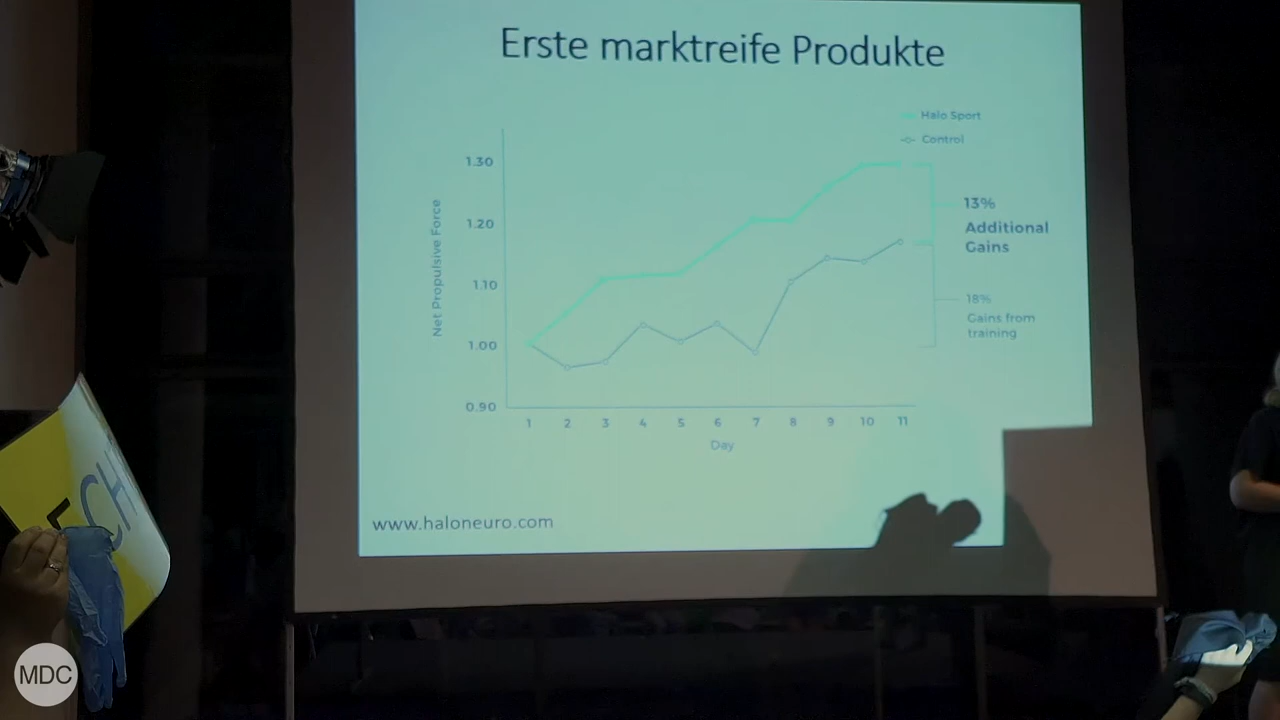 Erste marktreife Produkte
Halo Sport
Control
1.30
1.20
1.10
1.00
0.90
Net Propulsive Force
13%
Additional
Gains
18%
Gains from
training
1 2 3 4 5 6 7 8 9 10 11
Day
www.haloneuro.com
CH
MDC